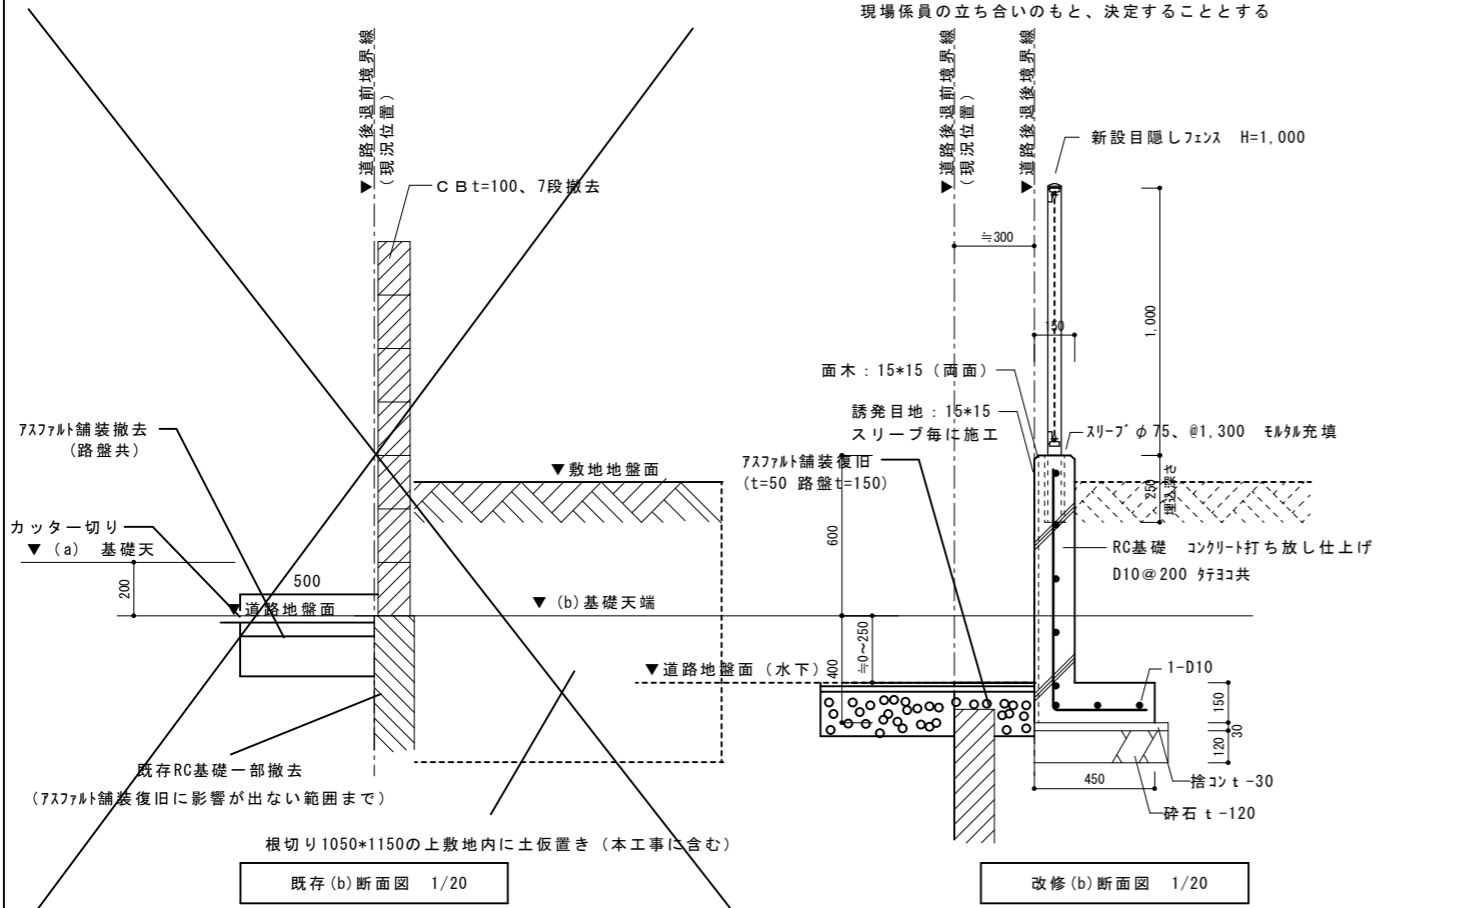 現場係員の立ち合いのもと、決定することとする
▼道路後退前境界線
（現況位置）
ＣＢt=100、7段撤去
ｱｽﾌｧﾙﾄ舗装撤去
(路盤共)
▼敷地地盤面
カッター切り
▼（a)　基礎天
200
500
▼道路地盤面
▼ (b)基礎天端
既存RC基礎一部撤去
(ｱｽﾌｧﾙﾄ舗装復旧に影響が出ない範囲まで)
根切り1050*1150の上敷地内に土仮置き（本工事に含む）
既存(b)断面図　1/20
▼道路後退前境界線
（現況位置）
▼道路後退後境界線
新設目隠しﾌｪﾝｽ　H=1,000
≒300
1,000
150
面木：15*15（両面）
誘発目地：15*15
スリーブ毎に施工
ｽﾘｰﾌﾞφ75、@1,300　ﾓﾙﾀﾙ充填
ｱｽﾌｧﾙﾄ舗装復旧
(t=50 路盤t=150)
250
埋込深さ
600
RC基礎　ｺﾝｸﾘｰﾄ打ち放し仕上げ
D10@200 ﾀﾃﾖｺ共
≒0~250
400
▼道路地盤面（水下）
1-D10
150
30
120
450
捨ｺﾝｔ-30
砕石ｔ-120
改修(b)断面図　1/20